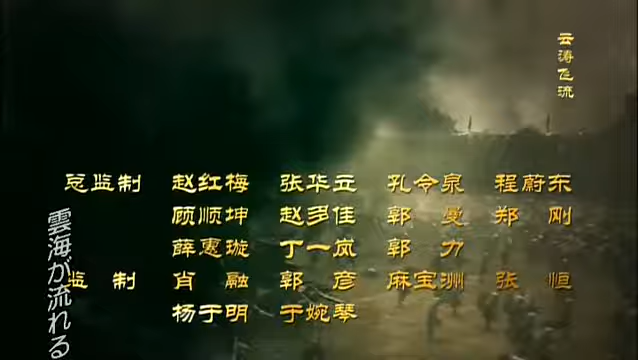 云涛飞流
总监制 赵红梅 张华立 孔令泉 程蔚东
顾顺坤 赵多佳 郭曼 郑刚
薛惠璇 丁一岚 郭力
监制 肖融 郭彦 麻宝洲 张恒
杨于明 于婉琴
雲海が流れる